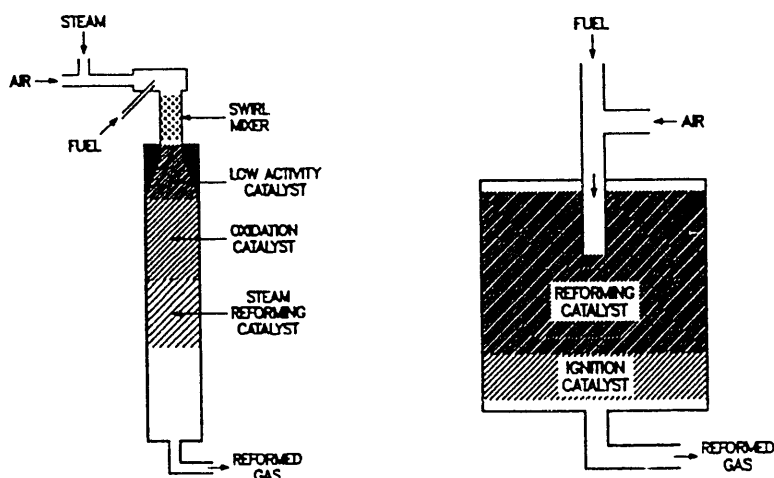 STEAM
AIR
SWIRL
MIXER
FUEL
LOW ACTIVITY
CATALYST
OXIDATION
CATALYST
STEAM
REFORMING
CATALYST
REFORMED
GAS
FUEL
AIR
REFORMING
CATALYST
IGNITION
CATALYST
REFORMED
GAS